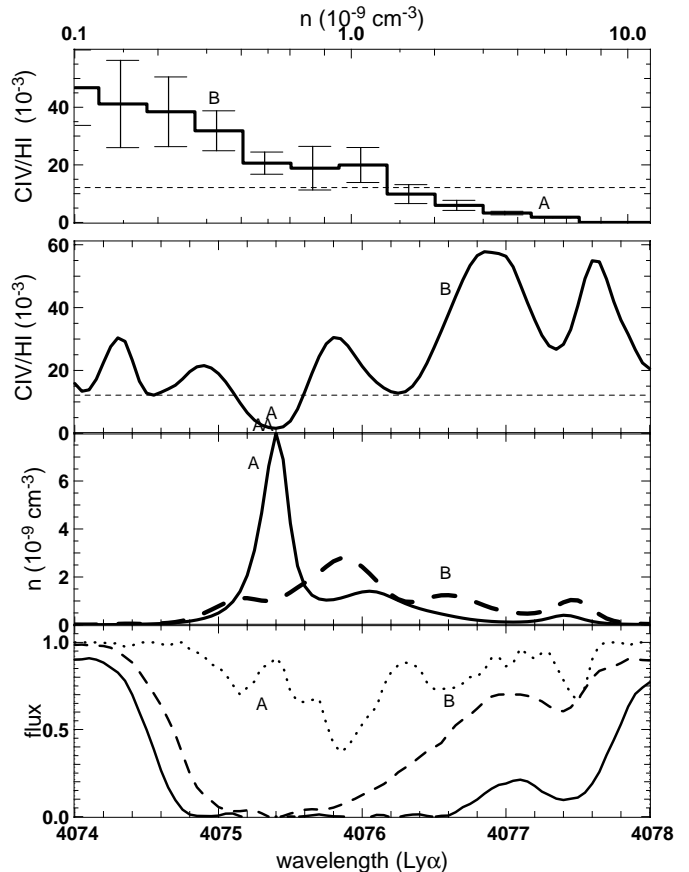 n (10⁻⁹ cm⁻³)
0.1 1.0 10.0
CIV/HI (10⁻³)
40
20
0
B
A
CIV/HI (10⁻³)
60
40
20
0
B
A
A A
n (10⁻⁹ cm⁻³)
6
4
2
0
A
B
flux
1.0
0.5
0.0
A
B
4074 4075 4076 4077 4078
wavelength (Lyα)